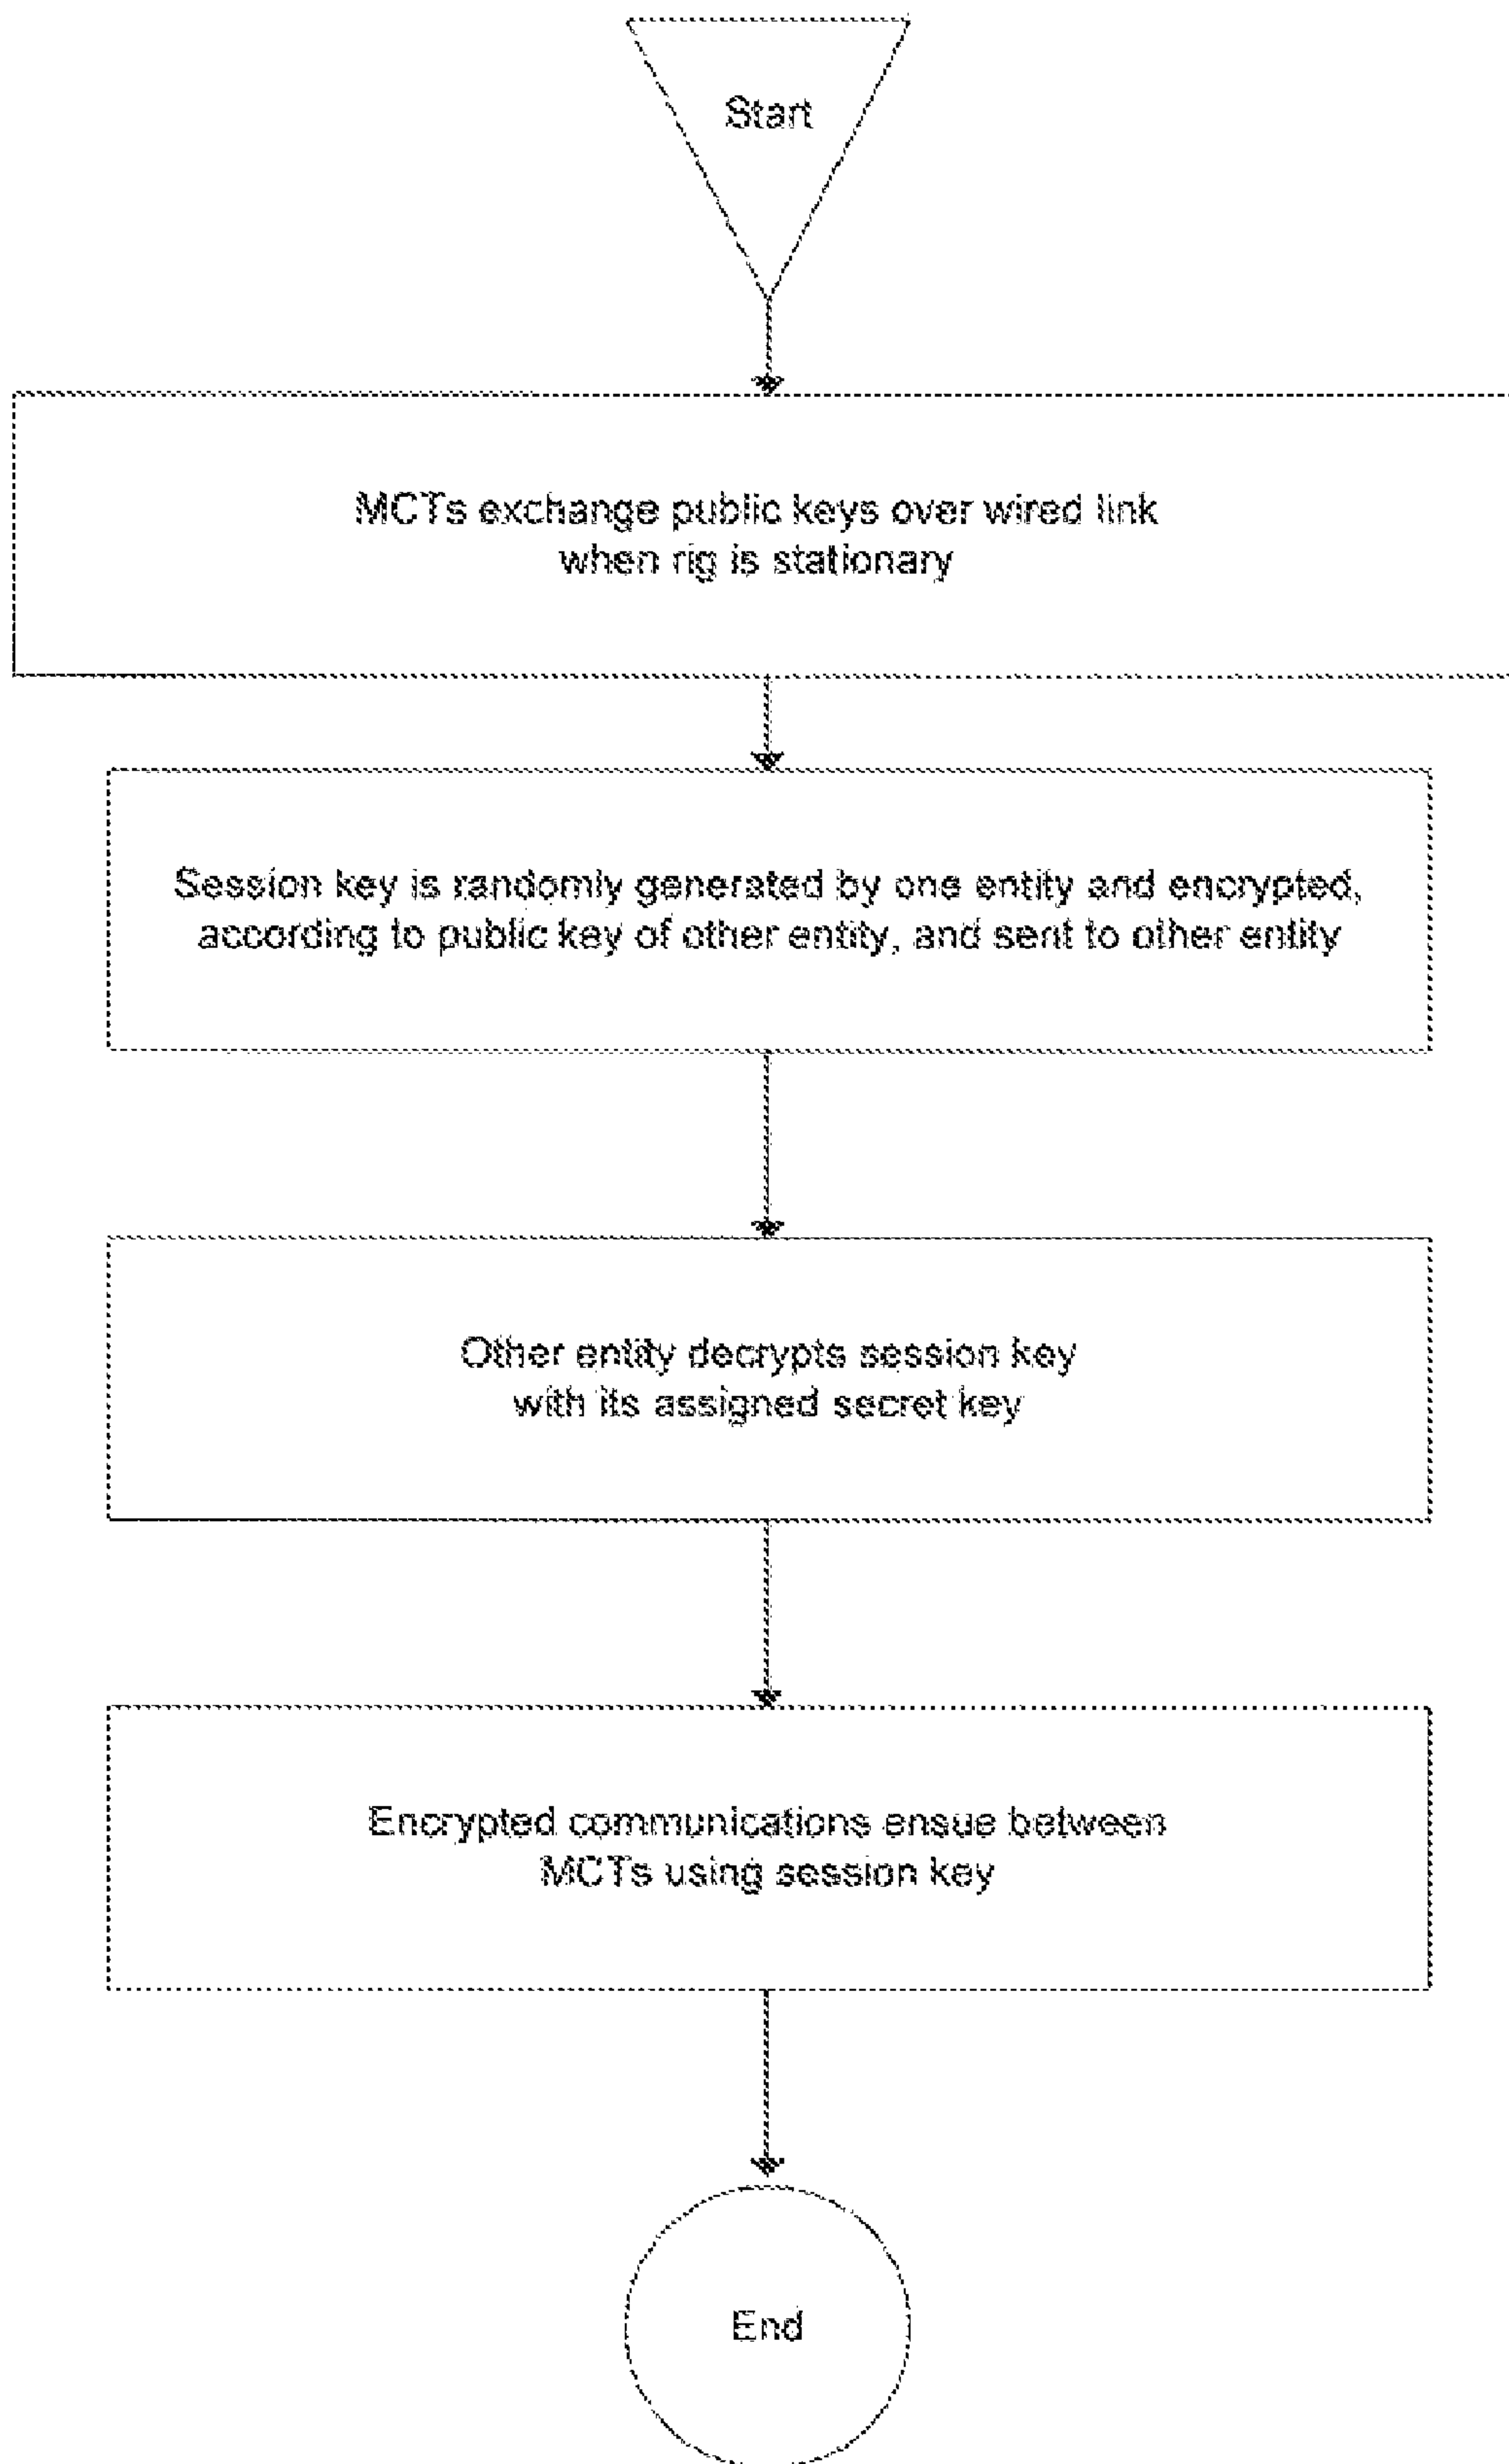 Start
MCTs exchange public keys over wired link
when rig is stationary
Session key is randomly generated by one entity and encrypted,
according to public key of other entity, and sent to other entity
Other entity decrypts session key
with its assigned secret key
Encrypted communications ensue between
MCTs using session key
End